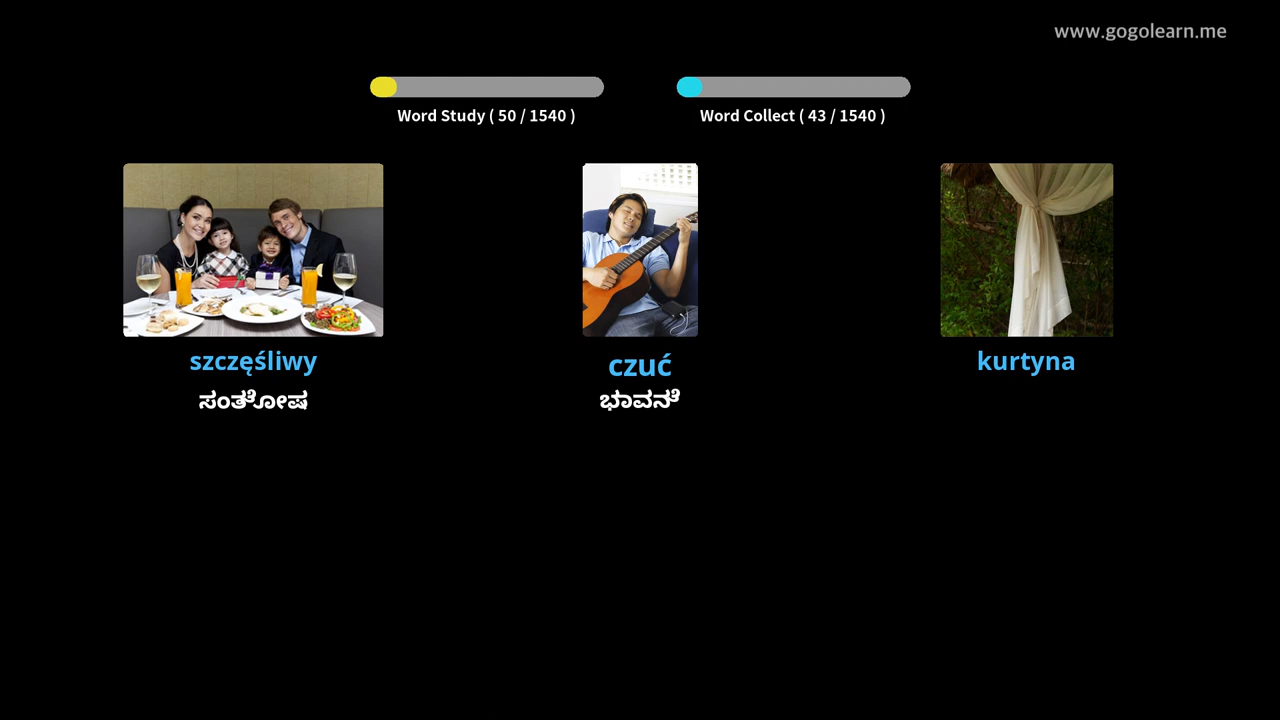 www.gogolearn.me
Word Study ( 50 / 1540 )
Word Collect ( 43 / 1540 )
szczęśliwy
czuć
kurtyna
ಸಂತೋಷ
ಭಾವನೆ